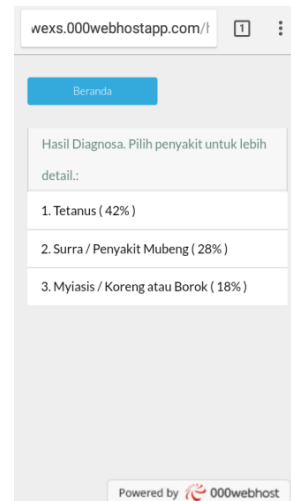 wexs.000webhostapp.com/
1
Beranda
Hasil Diagnosa. Pilih penyakit untuk lebih
detail.:
1. Tetanus ( 42% )
2. Surra / Penyakit Mubeng ( 28% )
3. Myiasis / Koreng atau Borok ( 18% )
Powered by 000webhost